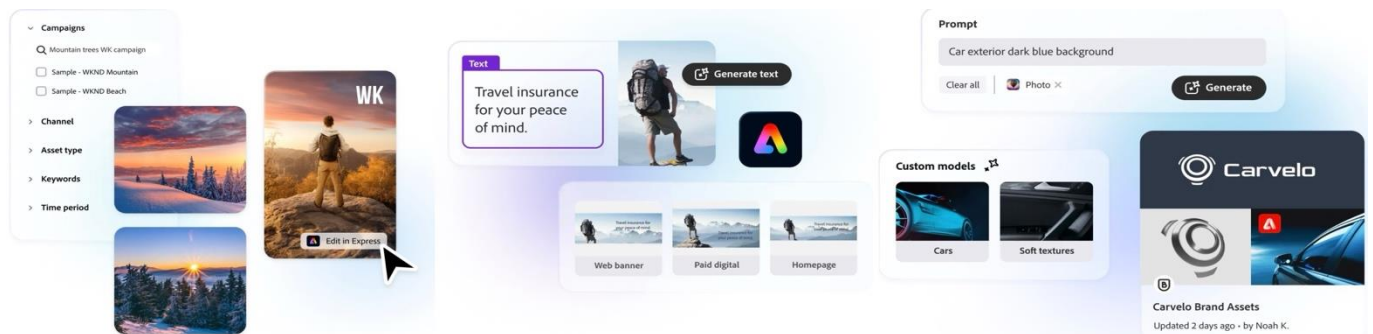 Campaigns
Mountain trees WK campaign
Sample - WKND Mountain
Sample - WKND Beach
Channel
Asset type
Keywords
Time period
WK
Edit in Express
Text
Travel insurance
for your peace
of mind.
Generate text
Travel insurance for
your peace of mind.
Web banner
Travel insurance for
your peace of mind.
Paid digital
Travel insurance for
your peace of mind.
Homepage
Prompt
Car exterior dark blue background
Clear all
Photo
Generate
Custom models
Cars
Soft textures
Carvelo
B
Carvelo Brand Assets
Updated 2 days ago • by Noah K.